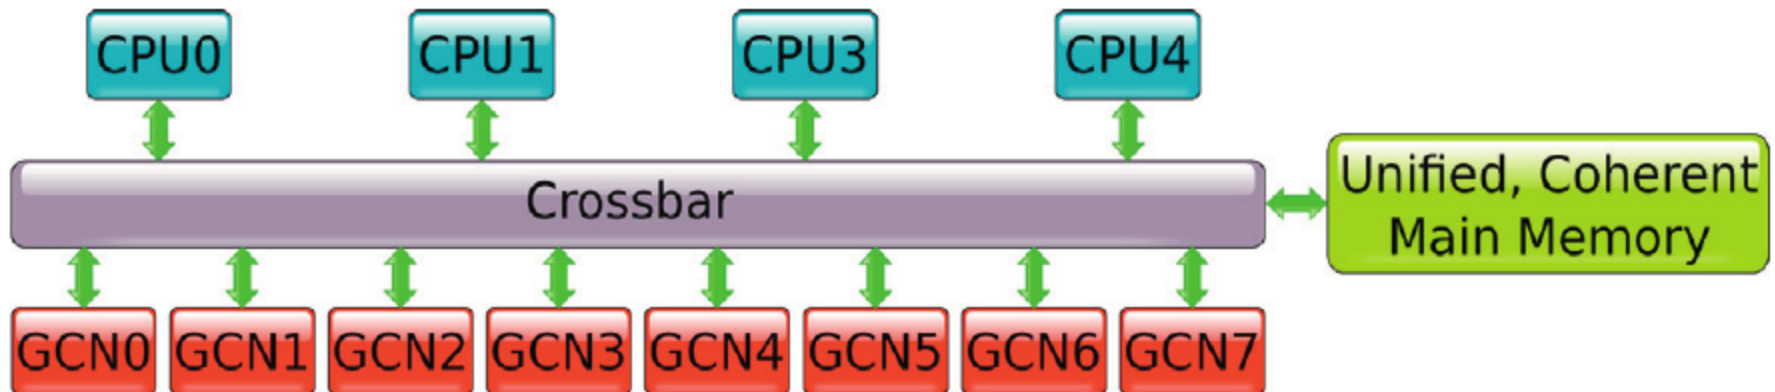 CPU0 CPU1 CPU3 CPU4
Crossbar
Unified, Coherent
Main Memory
GCN0 GCN1 GCN2 GCN3 GCN4 GCN5 GCN6 GCN7